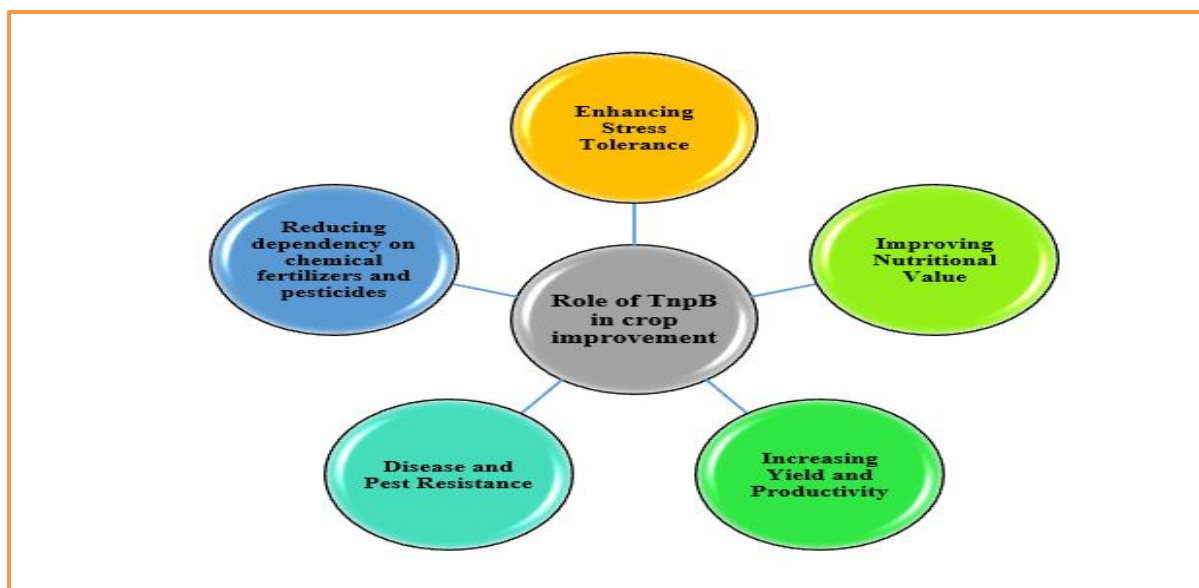 Enhancing
Stress
Tolerance
Reducing
dependency on
chemical
fertilizers and
pesticides
Improving
Nutritional
Value
Role of TnpB
in crop
improvement
Disease and
Pest Resistance
Increasing
Yield and
Productivity